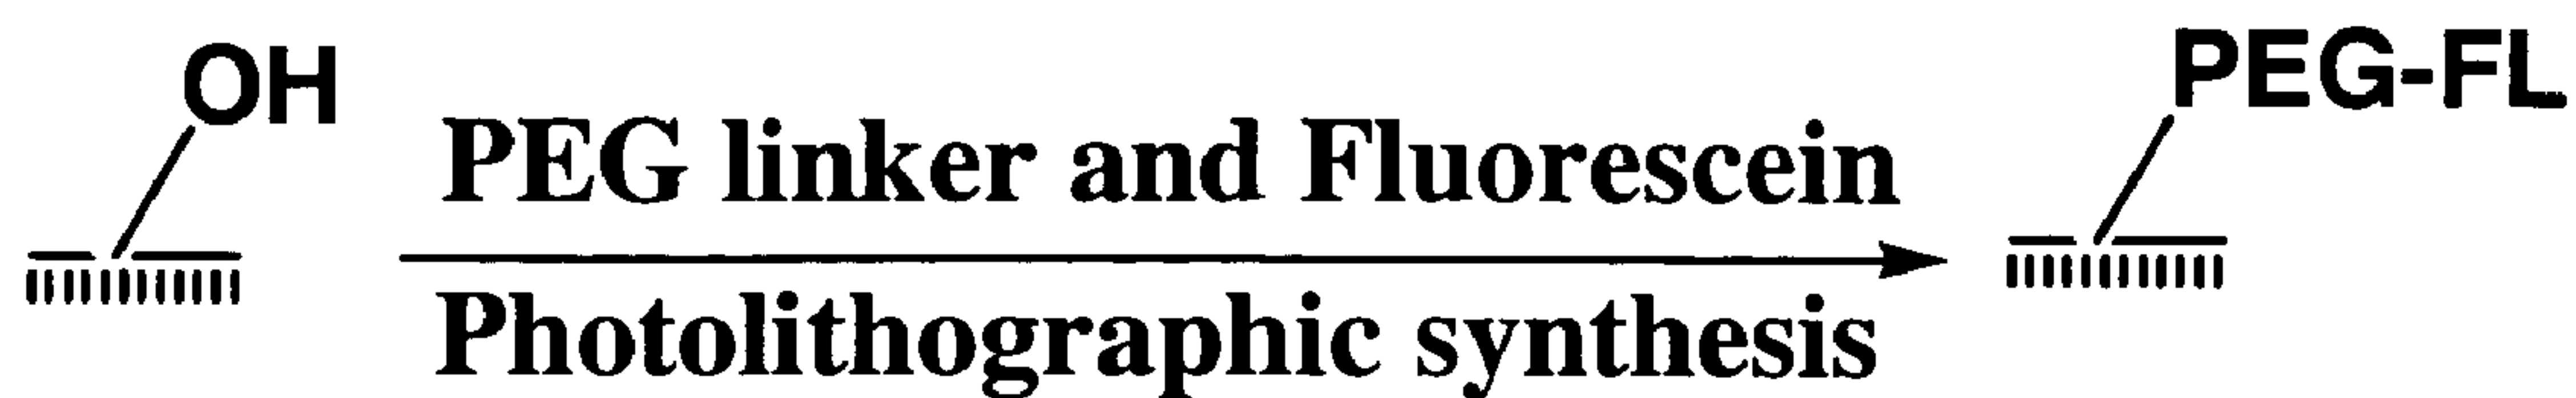 OH
PEG linker and Fluorescein
Photolithographic synthesis
PEG-FL